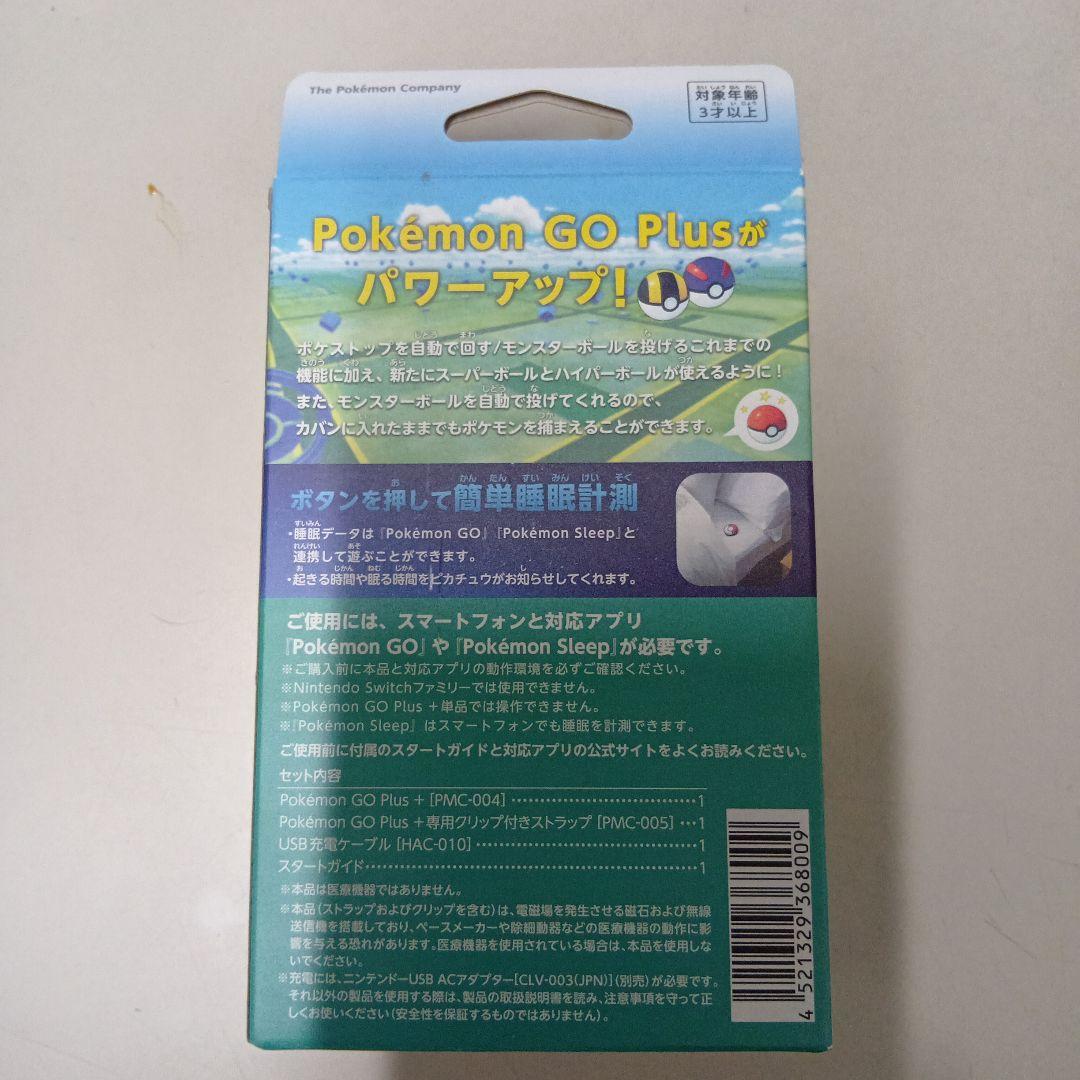 The Pokémon Company
対象年齢
3才以上
Pokémon GO Plusが
パワーアップ!
ポケストップを自動で回す/モンスターボールを投げるこれまでの
機能に加え、新たにスーパーボールとハイパーボールが使えるように!
また、モンスターボールを自動で投げてくれるので、
カバンに入れたままでもポケモンを捕まえることができます。
ボタンを押して簡単睡眠計測
・睡眠データは『Pokémon GO』『Pokémon Sleep』と
連携して遊ぶことができます。
・起きる時間や眠る時間をピカチュウがお知らせしてくれます。
ご使用には、スマートフォンと対応アプリ
『Pokémon GO』や『Pokémon Sleep』が必要です。
※ご購入前に本品と対応アプリの動作環境を必ずご確認ください。
※Nintendo Switchファミリーでは使用できません。
※Pokémon GO Plus +単品では操作できません。
※『Pokémon Sleep』はスマートフォンでも睡眠を計測できます。
ご使用前に付属のスタートガイドと対応アプリの公式サイトをよくお読みください。
セット内容
Pokémon GO Plus + [PMC-004] ……………………………1
Pokémon GO Plus +専用クリップ付きストラップ [PMC-005] …1
USB充電ケーブル [HAC-010] ……………………………1
スタートガイド……………………………………………1
※本品は医療機器ではありません。
※本品(ストラップおよびクリップを含む)は、電磁場を発生させる磁石および無線
送信機を搭載しており、ペースメーカーや除細動器などの医療機器の動作に影
響を与える恐れがあります。医療機器を使用されている場合は、本品を使用しな
いでください。
※充電には、ニンテンドーUSB ACアダプター[CLV-003(JPN)](別売)が必要です。
それ以外の製品を使用する際は、製品の取扱説明書を読み、注意事項を守って正
しくお使いください(安全性を保証するものではありません)。
4 521329 368009